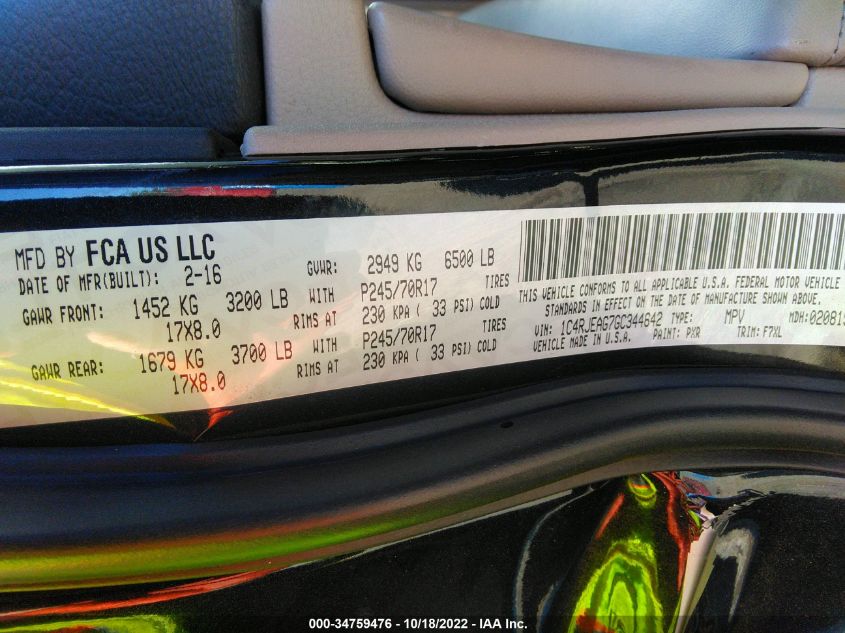 MFD BY FCA US LLC
DATE OF MFR(BUILT): 2-16
GVWR: 2949 KG 6500 LB
GAWR FRONT: 1452 KG 3200 LB WITH P245/70R17 TIRES
17X8.0 RIMS AT 230 KPA ( 33 PSI) COLD
GAWR REAR: 1679 KG 3700 LB WITH P245/70R17 TIRES
17X8.0 RIMS AT 230 KPA ( 33 PSI) COLD
THIS VEHICLE CONFORMS TO ALL APPLICABLE U.S.A. FEDERAL MOTOR VEHICLE
STANDARDS IN EFFECT ON THE DATE OF MANUFACTURE SHOWN ABOVE.
VIN: 1C4RJEAG7GC344642 TYPE: MPV MDH:
VEHICLE MADE IN U.S.A. PAINT: PXR TRIM: F7XL
000-34759476 - 10/18/2022 - IAA Inc.